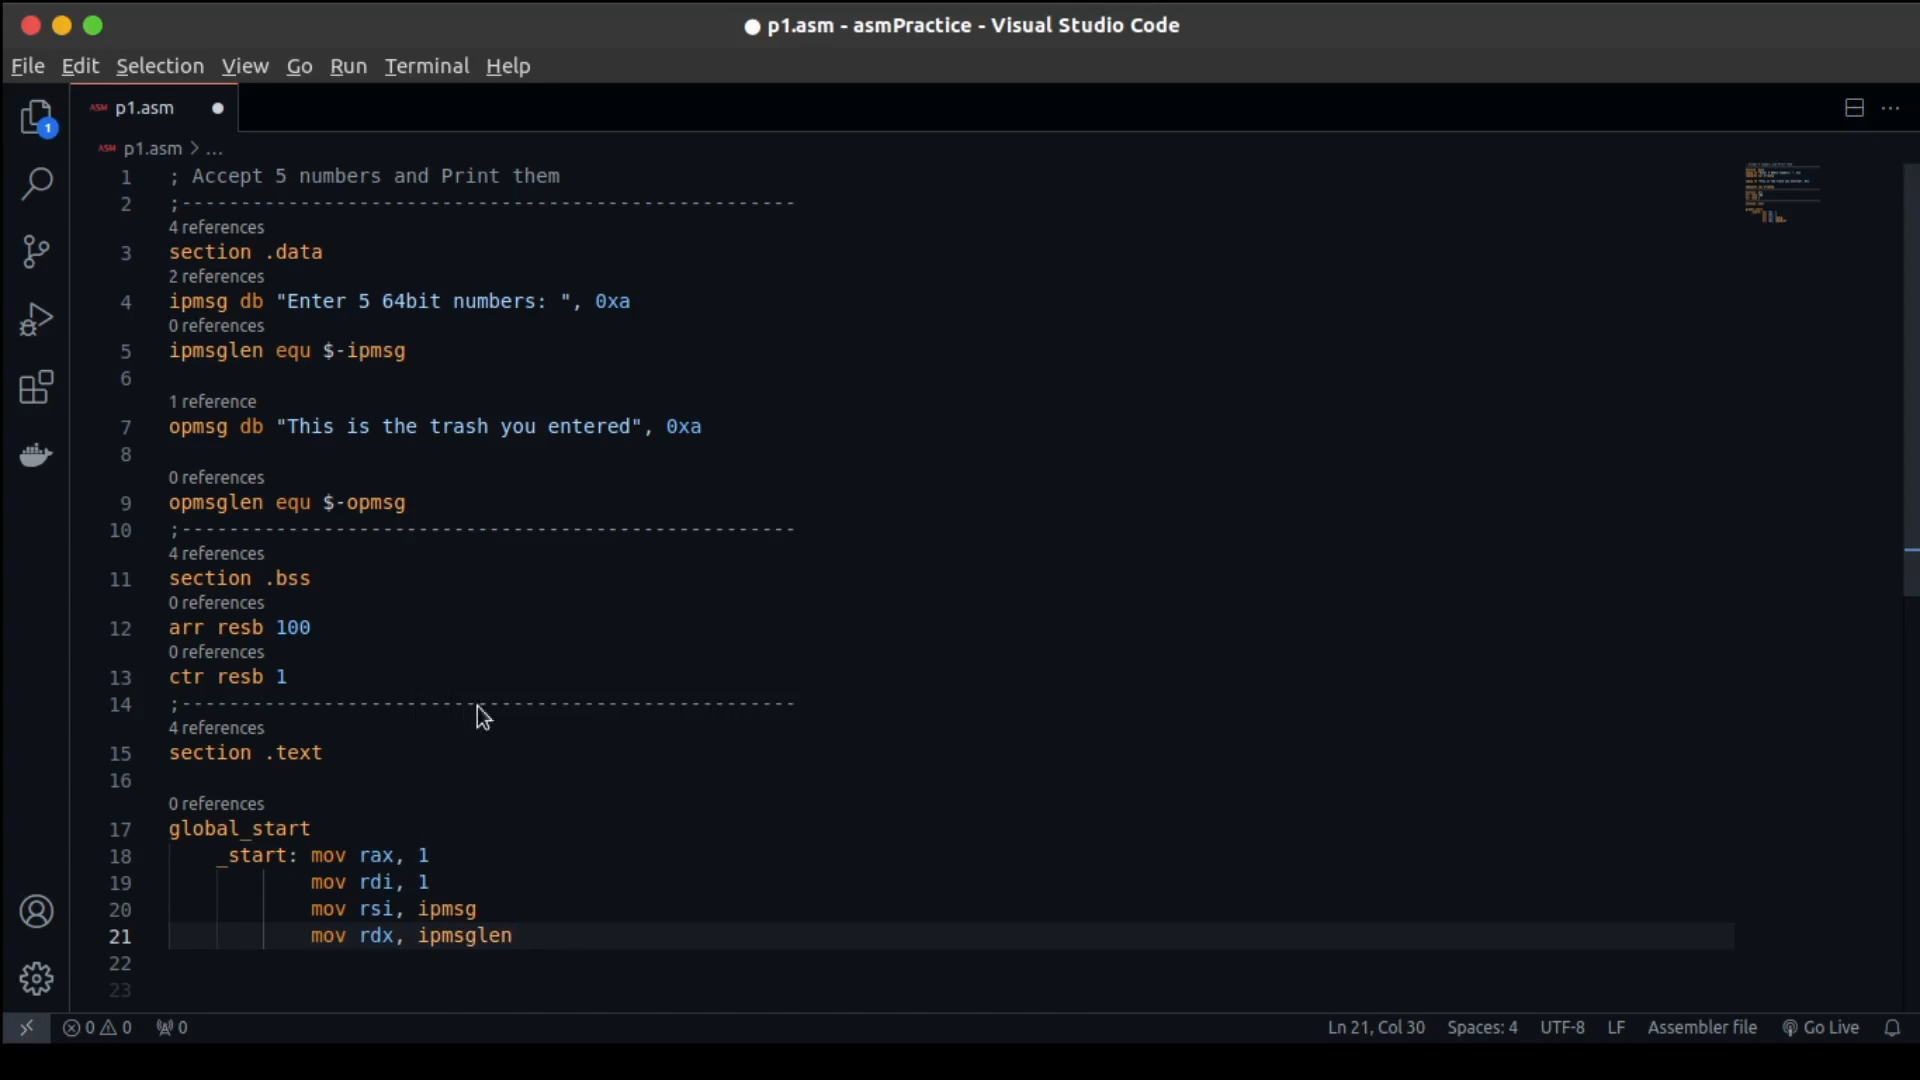 ● p1.asm - asmPractice - Visual Studio Code
File Edit Selection View Go Run Terminal Help
ASM p1.asm ●
ASM p1.asm > ...
1 ; Accept 5 numbers and Print them
2 ;----------------------------------------------------
4 references
3 section .data
2 references
4 ipmsg db "Enter 5 64bit numbers: ", 0xa
0 references
5 ipmsglen equ $-ipmsg
6
1 reference
7 opmsg db "This is the trash you entered", 0xa
8
0 references
9 opmsglen equ $-opmsg
10 ;----------------------------------------------------
4 references
11 section .bss
0 references
12 arr resb 100
0 references
13 ctr resb 1
14 ;----------------------------------------------------
4 references
15 section .text
16
0 references
17 global_start
18 _start: mov rax, 1
19 mov rdi, 1
20 mov rsi, ipmsg
21 mov rdx, ipmsglen
22
23
1
0 0 0 Ln 21, Col 30 Spaces: 4 UTF-8 LF Assembler file Go Live